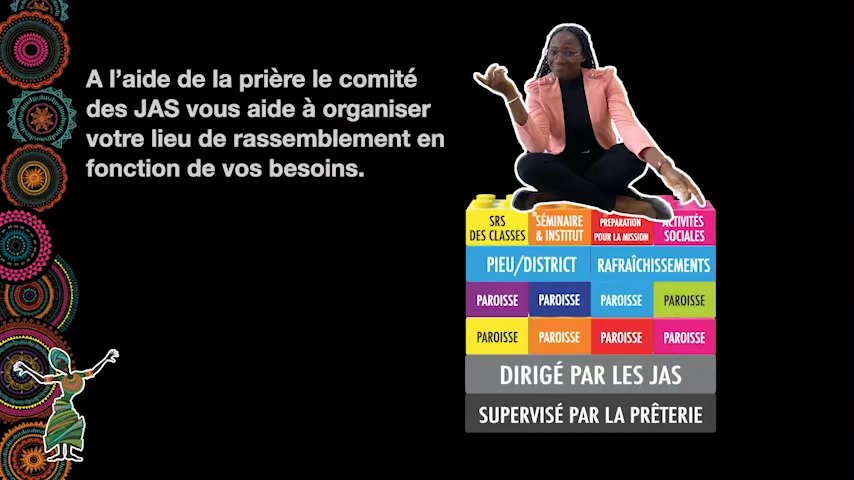 A l’aide de la prière le comité
des JAS vous aide à organiser
votre lieu de rassemblement en
fonction de vos besoins.
SRS
DES CLASSES
SÉMINAIRE
& INSTITUT
PREPARATION
POUR LA MISSION
ACTIVITÉS
SOCIALES
PIEU/DISTRICT
RAFRAÎCHISSEMENTS
PAROISSE PAROISSE PAROISSE PAROISSE
PAROISSE PAROISSE PAROISSE PAROISSE
DIRIGÉ PAR LES JAS
SUPERVISÉ PAR LA PRÊTERIE